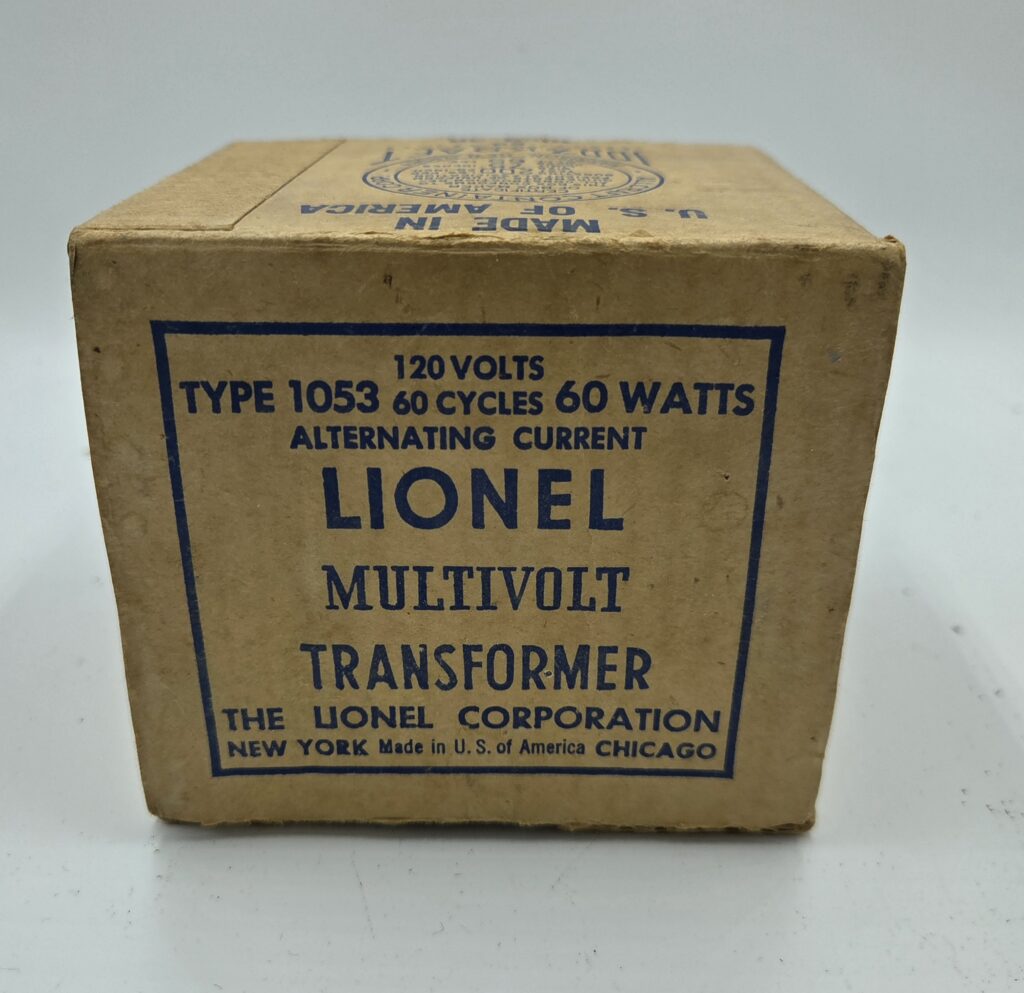 MADE IN
U. S. OF AMERICA
120 VOLTS
TYPE 1053 60 CYCLES 60 WATTS
ALTERNATING CURRENT
LIONEL
MULTIVOLT
TRANSFORMER
THE LIONEL CORPORATION
NEW YORK Made in U. S. of America CHICAGO